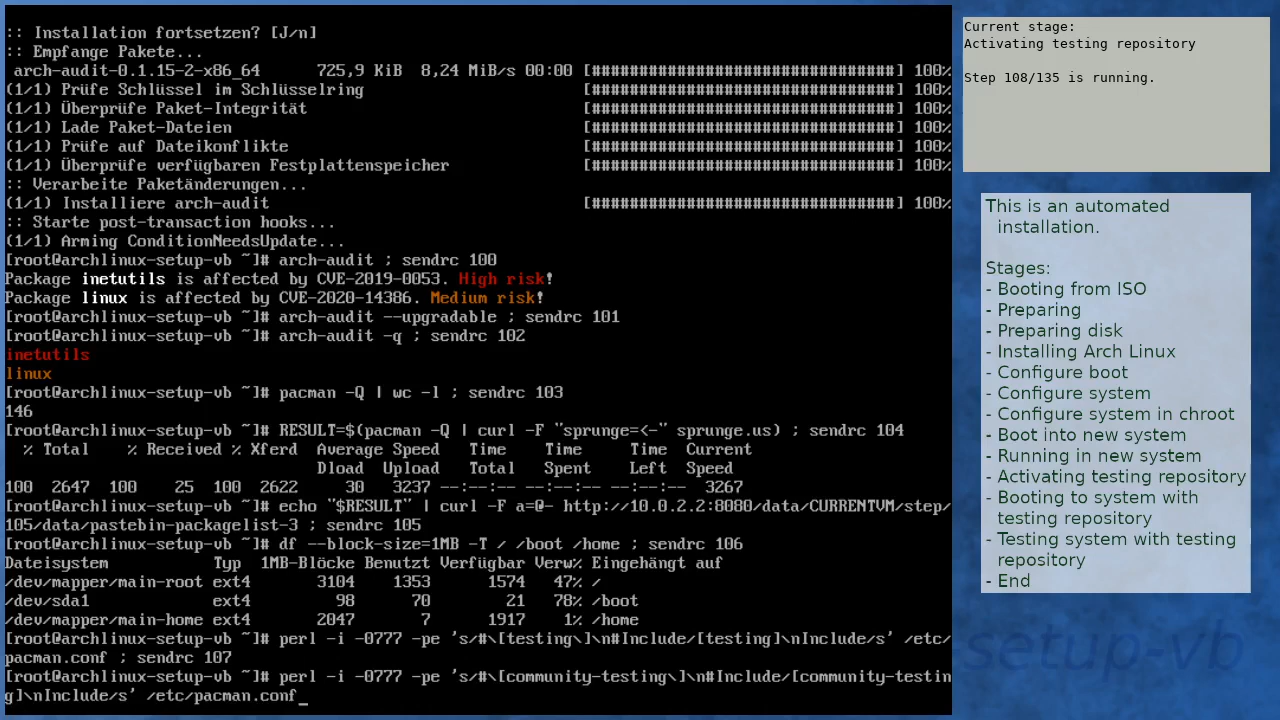 :: Installation fortsetzen? [J/n]
:: Empfange Pakete...
 arch-audit-0.1.15-2-x86_64      725,9 KiB  8,24 MiB/s 00:00 [################################] 100%
(1/1) Prüfe Schlüssel im Schlüsselring                       [################################] 100%
(1/1) Überprüfe Paket-Integrität                             [################################] 100%
(1/1) Lade Paket-Dateien                                     [################################] 100%
(1/1) Prüfe auf Dateikonflikte                               [################################] 100%
(1/1) Überprüfe verfügbaren Festplattenspeicher              [################################] 100%
:: Verarbeite Paketänderungen...
(1/1) Installiere arch-audit                                 [################################] 100%
:: Starte post-transaction hooks...
(1/1) Arming ConditionNeedsUpdate...
[root@archlinux-setup-vb ~]# arch-audit ; sendrc 100
Package inetutils is affected by CVE-2019-0053. High risk!
Package linux is affected by CVE-2020-14386. Medium risk!
[root@archlinux-setup-vb ~]# arch-audit --upgradable ; sendrc 101
[root@archlinux-setup-vb ~]# arch-audit -q ; sendrc 102
inetutils
linux
[root@archlinux-setup-vb ~]# pacman -Q | wc -l ; sendrc 103
146
[root@archlinux-setup-vb ~]# RESULT=$(pacman -Q | curl -F "sprunge=<-" sprunge.us) ; sendrc 104
  % Total    % Received % Xferd  Average Speed   Time    Time     Time  Current
                                 Dload  Upload   Total   Spent    Left  Speed
100  2647  100    25  100  2622     30   3237 --:--:-- --:--:-- --:--:--  3267
[root@archlinux-setup-vb ~]# echo "$RESULT" | curl -F a=@- http://10.0.2.2:8080/data/CURRENTVM/step/
105/data/pastebin-packagelist-3 ; sendrc 105
[root@archlinux-setup-vb ~]# df --block-size=1MB -T / /boot /home ; sendrc 106
Dateisystem           Typ  1MB-Blöcke Benutzt Verfügbar Verw% Eingehängt auf
/dev/mapper/main-root ext4       3104    1353      1574   47% /
/dev/sda1             ext4         98      70        21   78% /boot
/dev/mapper/main-home ext4       2047       7      1917    1% /home
[root@archlinux-setup-vb ~]# perl -i -0777 -pe 's/#\[testing\]\n#Include/[testing]\nInclude/s' /etc/
pacman.conf ; sendrc 107
[root@archlinux-setup-vb ~]# perl -i -0777 -pe 's/#\[community-testing\]\n#Include/[community-testin
g]\nInclude/s' /etc/pacman.conf_
Current stage:
Activating testing repository
Step 108/135 is running.
This is an automated
installation.
Stages:
- Booting from ISO
- Preparing
- Preparing disk
- Installing Arch Linux
- Configure boot
- Configure system
- Configure system in chroot
- Boot into new system
- Running in new system
- Activating testing repository
- Booting to system with
testing repository
- Testing system with testing
repository
- End
setup-vb